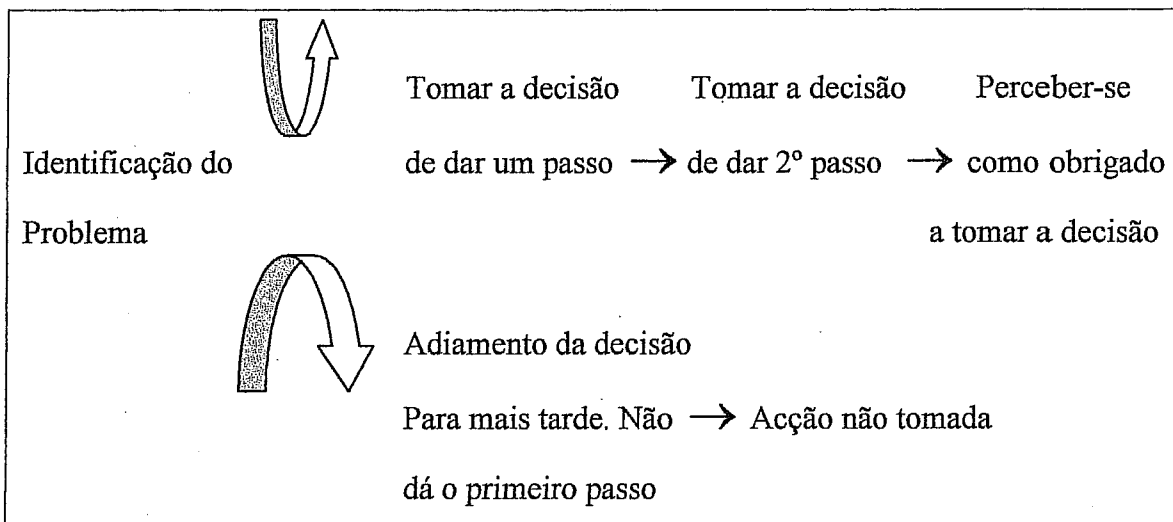 Tomar a decisão Tomar a decisão Perceber-se
Identificação do de dar um passo → de dar 2º passo → como obrigado
Problema a tomar a decisão
Adiamento da decisão
Para mais tarde. Não → Acção não tomada
dá o primeiro passo